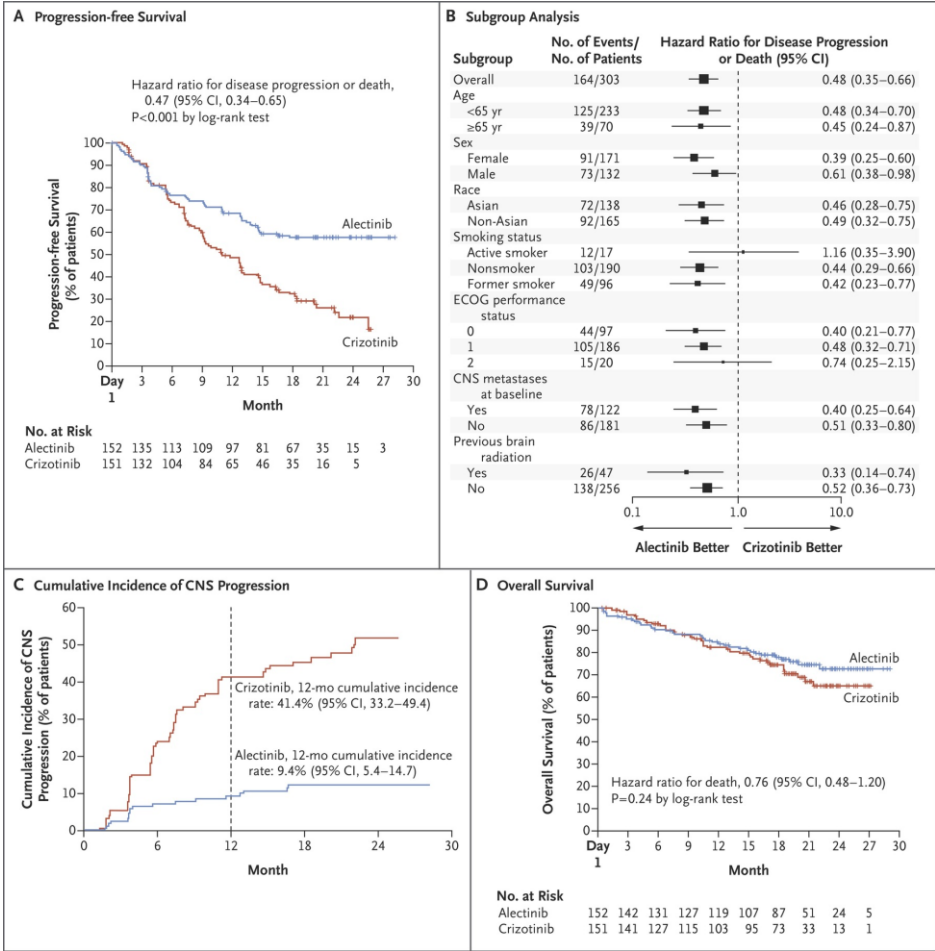 A Progression-free Survival
Hazard ratio for disease progression or death,
0.47 (95% CI, 0.34–0.65)
P<0.001 by log-rank test
Progression-free Survival
(% of patients)
100
90
80
70
60
50
40
30
20
10
0
Alectinib
Crizotinib
Day 1 3 6 9 12 15 18 21 24 27 30
Month
No. at Risk
Alectinib 152 135 113 109 97 81 67 35 15 3
Crizotinib 151 132 104 84 65 46 35 16 5
B Subgroup Analysis
Subgroup No. of Events/ No. of Patients Hazard Ratio for Disease Progression or Death (95% CI)
Overall 164/303 0.48 (0.35–0.66)
Age
<65 yr 125/233 0.48 (0.34–0.70)
≥65 yr 39/70 0.45 (0.24–0.87)
Sex
Female 91/171 0.39 (0.25–0.60)
Male 73/132 0.61 (0.38–0.98)
Race
Asian 72/138 0.46 (0.28–0.75)
Non-Asian 92/165 0.49 (0.32–0.75)
Smoking status
Active smoker 12/17 1.16 (0.35–3.90)
Nonsmoker 103/190 0.44 (0.29–0.66)
Former smoker 49/96 0.42 (0.23–0.77)
ECOG performance
status
0 44/97 0.40 (0.21–0.77)
1 105/186 0.48 (0.32–0.71)
2 15/20 0.74 (0.25–2.15)
CNS metastases
at baseline
Yes 78/122 0.40 (0.25–0.64)
No 86/181 0.51 (0.33–0.80)
Previous brain
radiation
Yes 26/47 0.33 (0.14–0.74)
No 138/256 0.52 (0.36–0.73)
0.1 1.0 10.0
Alectinib Better Crizotinib Better
C Cumulative Incidence of CNS Progression
Cumulative Incidence of CNS
Progression (% of patients)
60
50
40
30
20
10
0
Crizotinib, 12-mo cumulative incidence
rate: 41.4% (95% CI, 33.2–49.4)
Alectinib, 12-mo cumulative incidence
rate: 9.4% (95% CI, 5.4–14.7)
0 6 12 18 24 30
Month
D Overall Survival
Overall Survival (% of patients)
100
90
80
70
60
50
40
30
20
10
0
Alectinib
Crizotinib
Hazard ratio for death, 0.76 (95% CI, 0.48–1.20)
P=0.24 by log-rank test
Day 1 3 6 9 12 15 18 21 24 27 30
Month
No. at Risk
Alectinib 152 142 131 127 119 107 87 51 24 5
Crizotinib 151 141 127 115 103 95 73 33 13 1